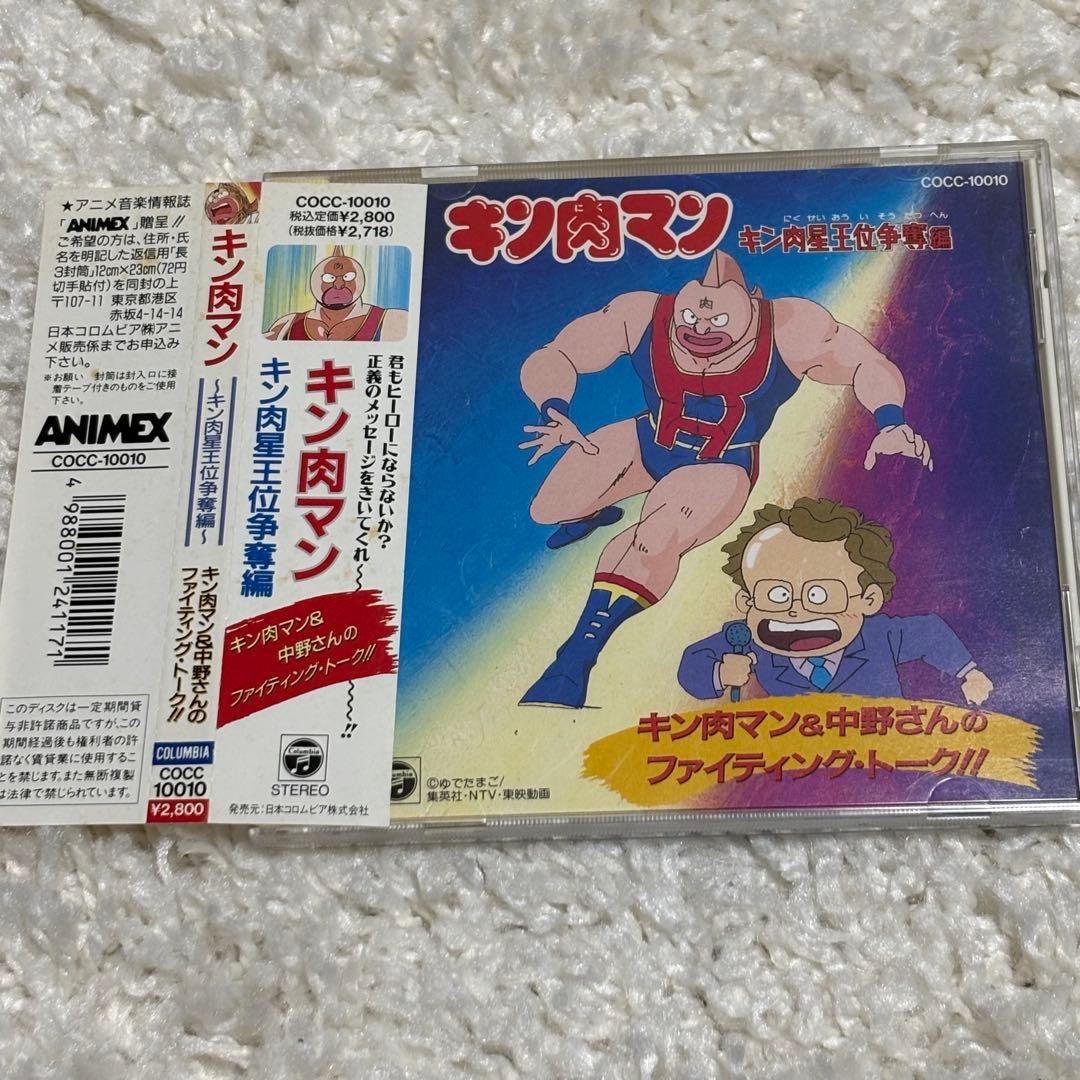 ★アニメ音楽情報誌
「ANIMEX」贈呈!!
ご希望の方は、住所・氏
名を明記した返信用「長
3封筒」12cm×23cm(72円
切手貼付)を同封の上
〒107-11 東京都港区
赤坂4-14-14
日本コロムビア(株)アニ
メ販売係までお申込み
下さい。
※お願い 封筒は封入口に接
着テープ付きのものをご使用
下さい。
ANIMEX
COCC-10010
4988001241171
このディスクは一定期間貸
与非許諾商品ですが、この
期間経過後も権利者の許
諾なく賃貸業に使用するこ
とを禁じます。また無断複製
は法律で禁じられています。
キン肉マン
~キン肉星王位争奪編~
キン肉マン&中野さんの
ファイティング・トーク!!
COLUMBIA
COCC
10010
¥2,800
COCC-10010
税込定価¥2,800
(税抜価格¥2,718)
肉
君もヒーローにならないか?
正義のメッセージをきいてくれ~~~!!
キン肉マン
キン肉星王位争奪編
キン肉マン&
中野さんの
ファイティング・トーク!!
Columbia
STEREO
発売元:日本コロムビア株式会社
COCC-10010
キン肉マン
にくせいおういそうだつへん
キン肉星王位争奪編
肉
キン肉マン&中野さんの
ファイティング・トーク!!
Columbia
©ゆでたまご/
集英社・NTV・東映動画